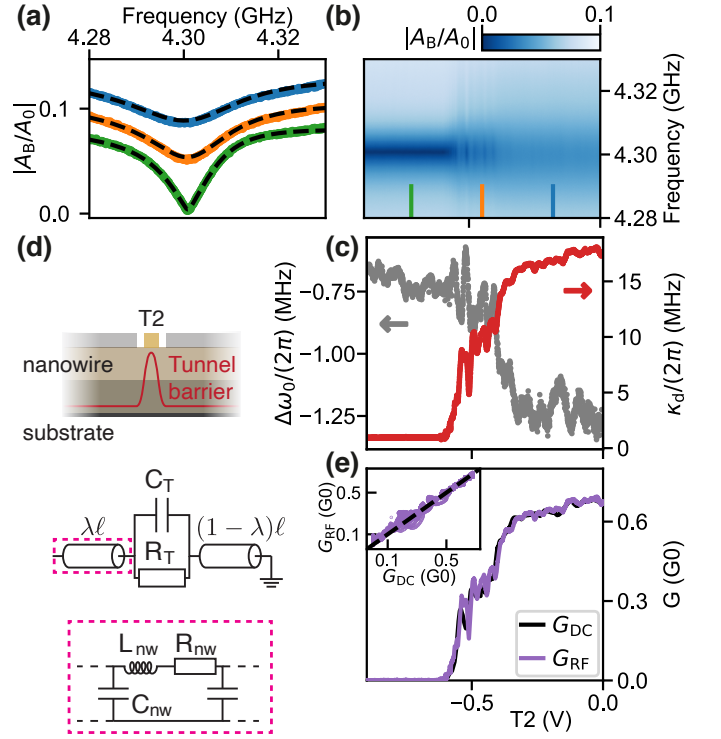 (a)
Frequency (GHz)
4.28 4.30 4.32
|A_B/A_0|
0.1
0.0
(b)
|A_B/A_0|
0.0 0.1
4.32
4.30
4.28
Frequency (GHz)
(c)
−0.75
−1.00
−1.25
Δω_0/(2π) (MHz)
15
10
5
0
κ_d/(2π) (MHz)
(d)
T2
nanowire
Tunnel
barrier
substrate
C_T
λℓ
R_T
(1 − λ)ℓ
L_nw
R_nw
C_nw
(e)
G_RF (G0)
0.5
0.1
0.1 0.5
G_DC (G0)
0.6
0.3
0.0
G (G0)
G_DC
G_RF
−0.5 0.0
T2 (V)